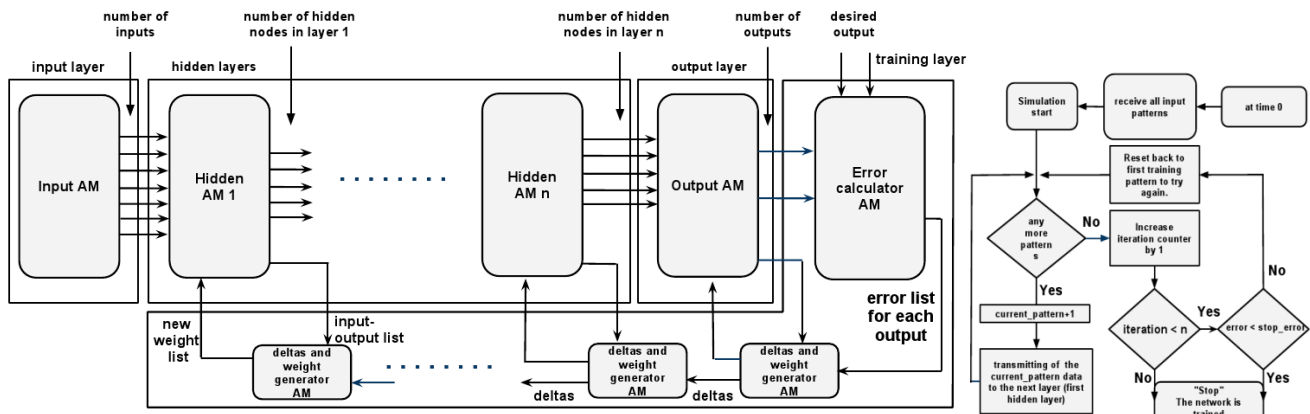 number of
inputs
number of hidden
nodes in layer 1
number of hidden
nodes in layer n
number of
outputs
desired
output
input layer
hidden layers
output layer
training layer
Input AM
Hidden
AM 1
Hidden
AM n
Output AM
Error
calculator
AM
new
weight
list
input-
output list
error list
for each
output
deltas and
weight
generator
AM
deltas and
weight
generator
AM
deltas and
weight
generator
AM
deltas
deltas
Simulation
start
receive all input
patterns
at time 0
Reset back to
first training
pattern to try
again.
any
more
pattern
s
No
Increase
iteration counter
by 1
Yes
No
current_pattern+1
iteration < n
Yes
error < stop_error
transmitting of the
current_pattern data
to the next layer (first
hidden layer)
No
Yes
"Stop"
The network is
trained